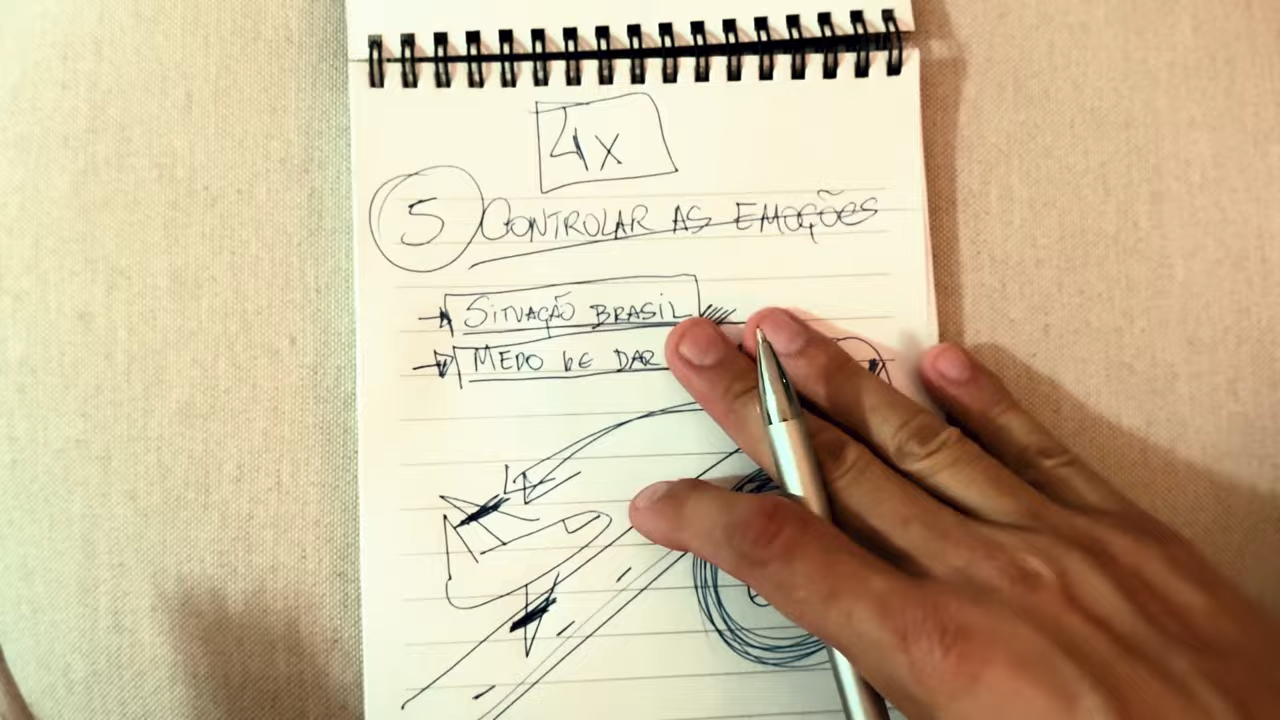 4x
5 CONTROLAR AS EMOÇÕES
SITUAÇÃO BRASIL
MEDO DE DAR